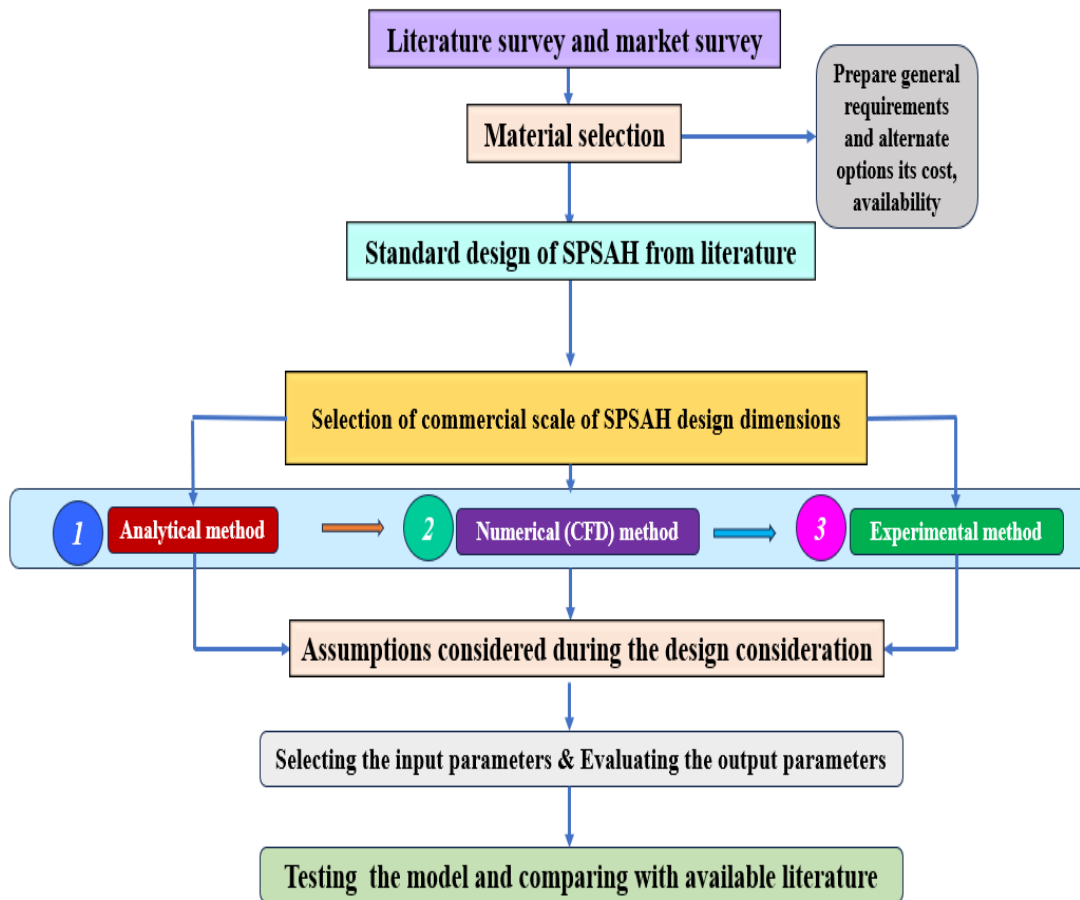 Literature survey and market survey
Prepare general
requirements
and alternate
options its cost,
availability
Material selection
Standard design of SPSAH from literature
Selection of commercial scale of SPSAH design dimensions
1
Analytical method
2
Numerical (CFD) method
3
Experimental method
Assumptions considered during the design consideration
Selecting the input parameters & Evaluating the output parameters
Testing the model and comparing with available literature